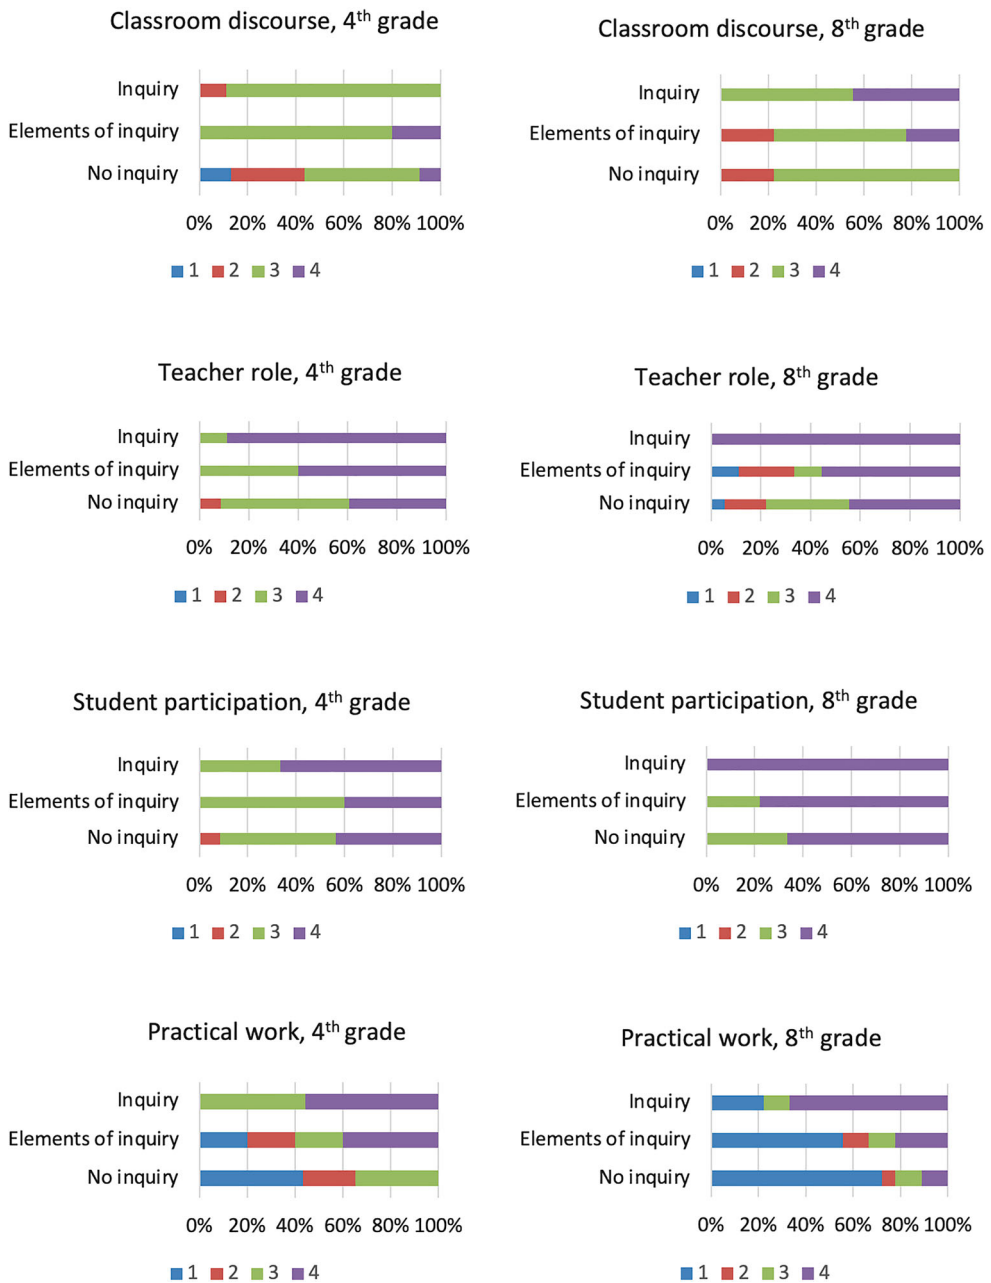 Classroom discourse, 4th grade
Inquiry
Elements of inquiry
No inquiry
0% 20% 40% 60% 80% 100%
1 2 3 4
Classroom discourse, 8th grade
Inquiry
Elements of inquiry
No inquiry
0% 20% 40% 60% 80% 100%
1 2 3 4
Teacher role, 4th grade
Inquiry
Elements of inquiry
No inquiry
0% 20% 40% 60% 80% 100%
1 2 3 4
Teacher role, 8th grade
Inquiry
Elements of inquiry
No inquiry
0% 20% 40% 60% 80% 100%
1 2 3 4
Student participation, 4th grade
Inquiry
Elements of inquiry
No inquiry
0% 20% 40% 60% 80% 100%
1 2 3 4
Student participation, 8th grade
Inquiry
Elements of inquiry
No inquiry
0% 20% 40% 60% 80% 100%
1 2 3 4
Practical work, 4th grade
Inquiry
Elements of inquiry
No inquiry
0% 20% 40% 60% 80% 100%
1 2 3 4
Practical work, 8th grade
Inquiry
Elements of inquiry
No inquiry
0% 20% 40% 60% 80% 100%
1 2 3 4